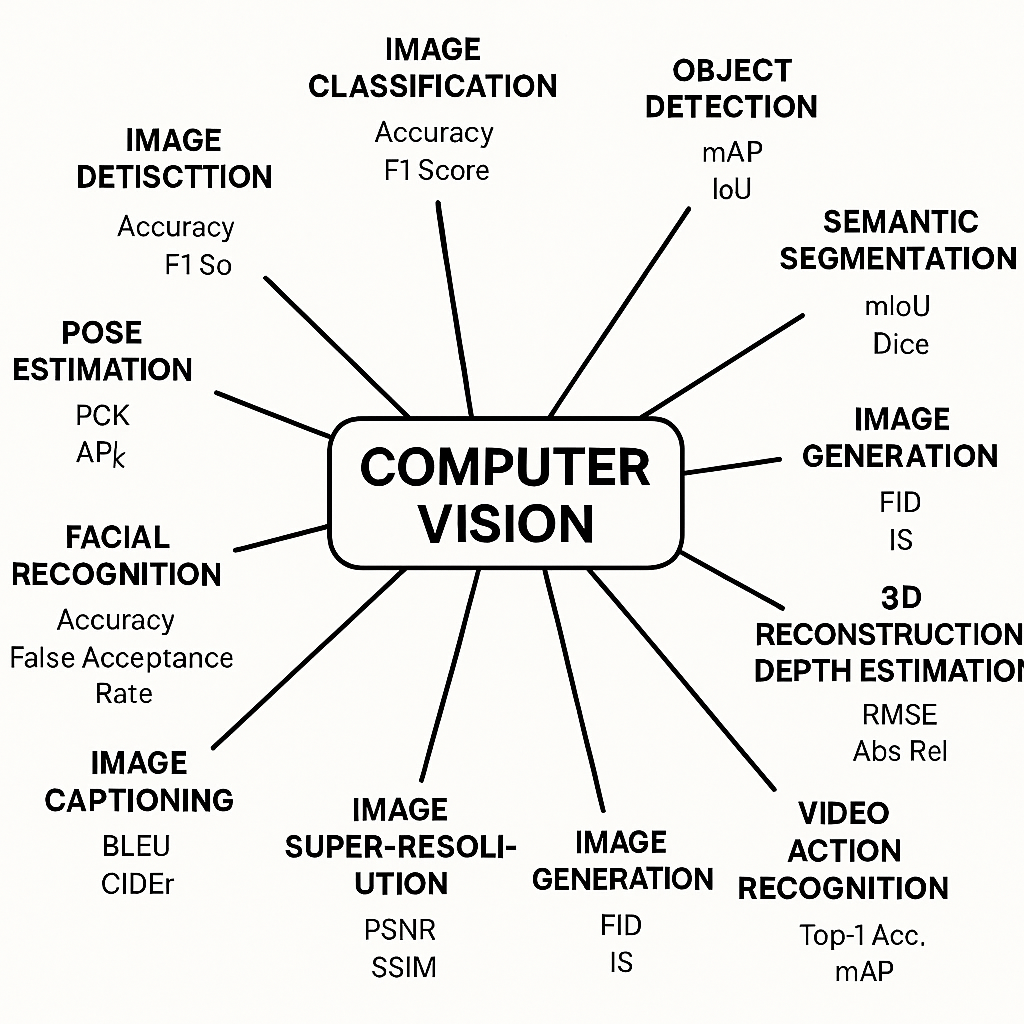 IMAGE
CLASSIFICATION
Accuracy
F1 Score
OBJECT
DETECTION
mAP
IoU
IMAGE
DETISCTTION
Accuracy
F1 So
SEMANTIC
SEGMENTATION
mIoU
Dice
POSE
ESTIMATION
PCK
APk
COMPUTER
VISION
IMAGE
GENERATION
FID
IS
FACIAL
RECOGNITION
Accuracy
False Acceptance
Rate
3D
RECONSTRUCTION
DEPTH ESTIMATION
RMSE
Abs Rel
IMAGE
CAPTIONING
BLEU
CIDEr
IMAGE
SUPER-RESOLI-
UTION
PSNR
SSIM
IMAGE
GENERATION
FID
IS
VIDEO
ACTION
RECOGNITION
Top-1 Acc.
mAP